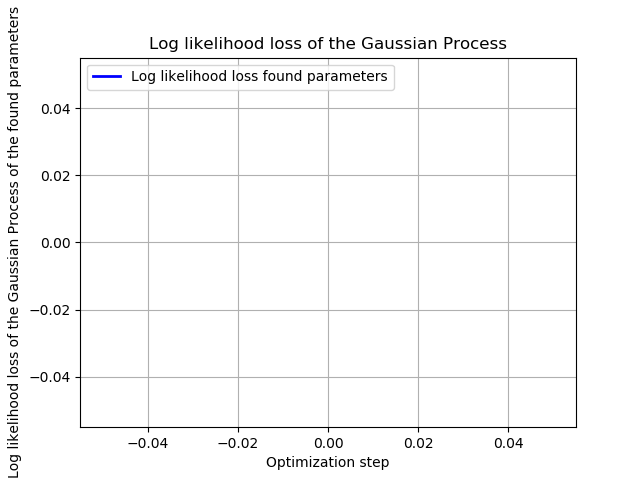 Log likelihood loss of the Gaussian Process
Log likelihood loss found parameters
Log likelihood loss of the Gaussian Process of the found parameters
0.04
0.02
0.00
−0.02
−0.04
−0.04
−0.02
0.00
0.02
0.04
Optimization step